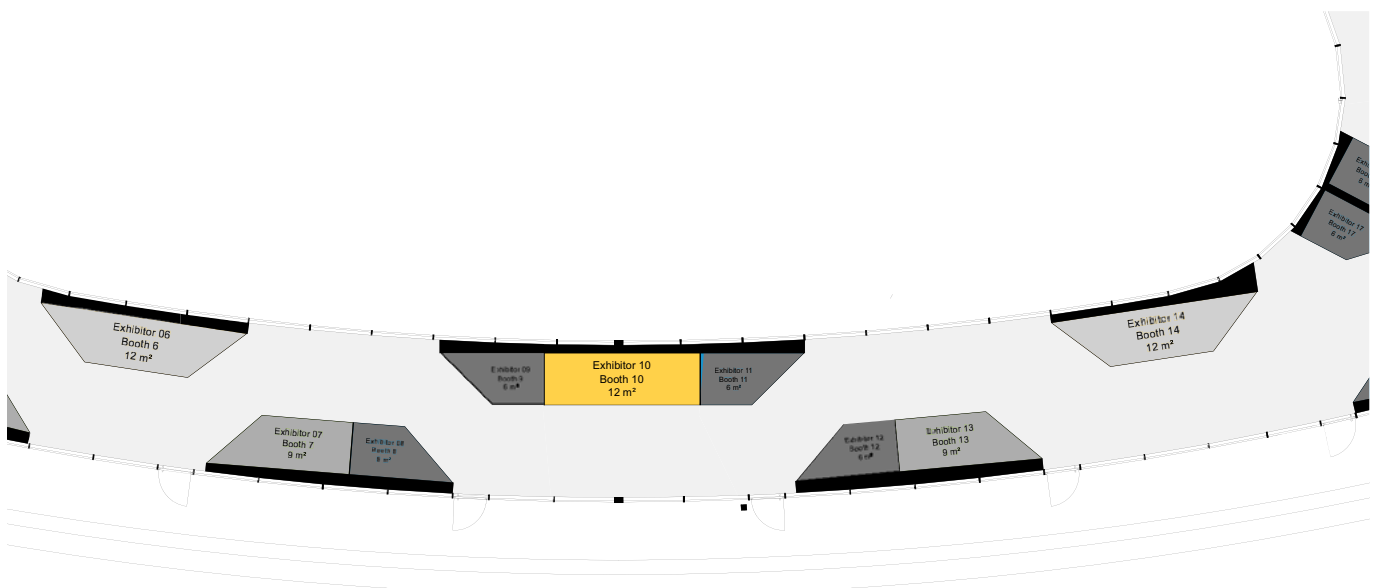 Exhibitor 06
Booth 6
12 m²
Exhibitor 07
Booth 7
9 m²
Exhibitor 08
Booth 8
Exhibitor 09
Booth 9
6 m²
Exhibitor 10
Booth 10
12 m²
Exhibitor 11
Booth 11
6 m²
Exhibitor 12
Booth 12
6 m²
Exhibitor 13
Booth 13
9 m²
Exhibitor 14
Booth 14
12 m²
Exhibitor 17
Booth 17
6 m²